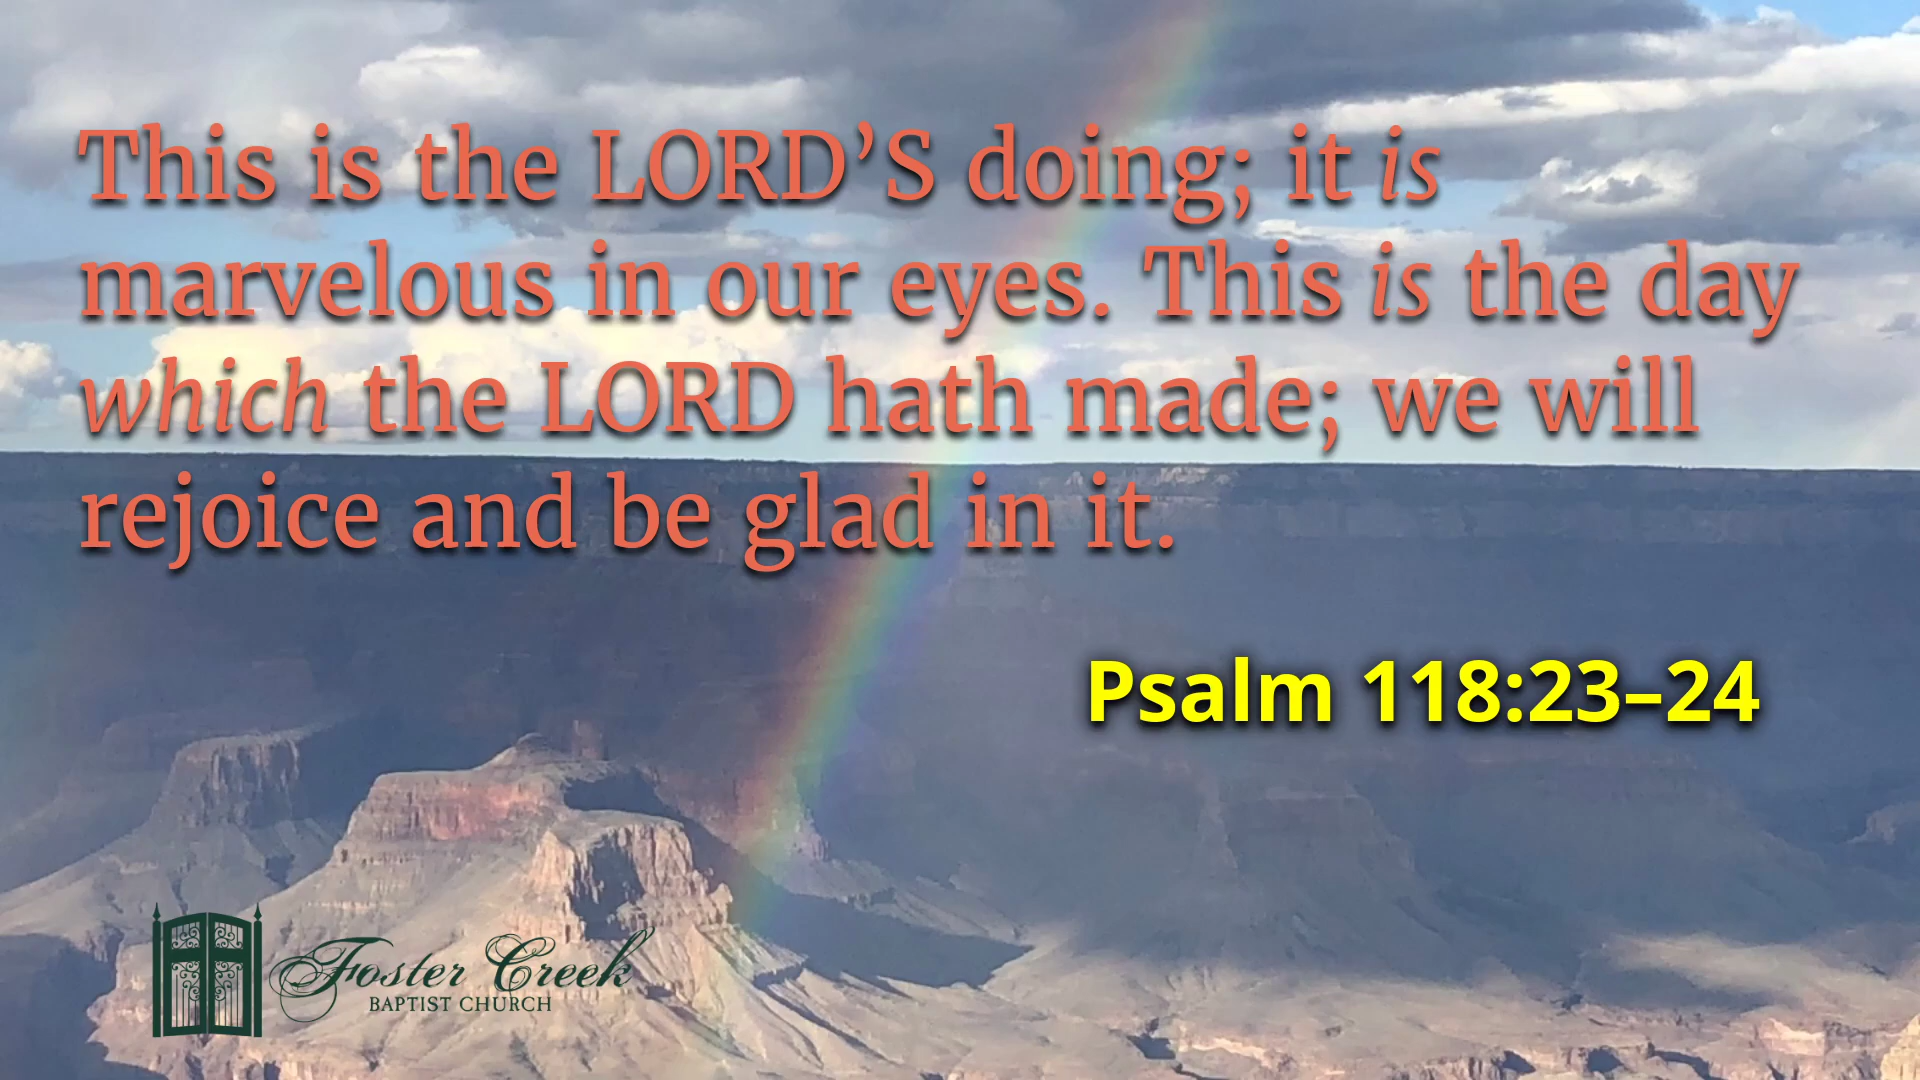 This is the LORD’S doing; it is
marvelous in our eyes. This is the day
which the LORD hath made; we will
rejoice and be glad in it.
Psalm 118:23–24
Foster Creek
BAPTIST CHURCH